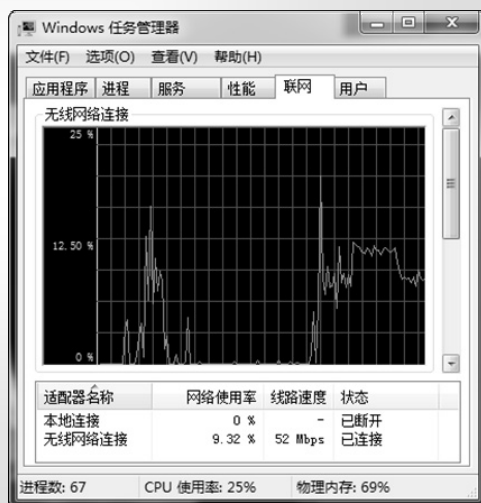 Windows 任务管理器
文件(F) 选项(O) 查看(V) 帮助(H)
应用程序 进程 服务 性能 联网 用户
无线网络连接
25 %
12.50 %
0 %
适配器名称 网络使用率 线路速度 状态
本地连接 0 % - 已断开
无线网络连接 9.32 % 52 Mbps 已连接
进程数: 67 CPU 使用率: 25% 物理内存: 69%